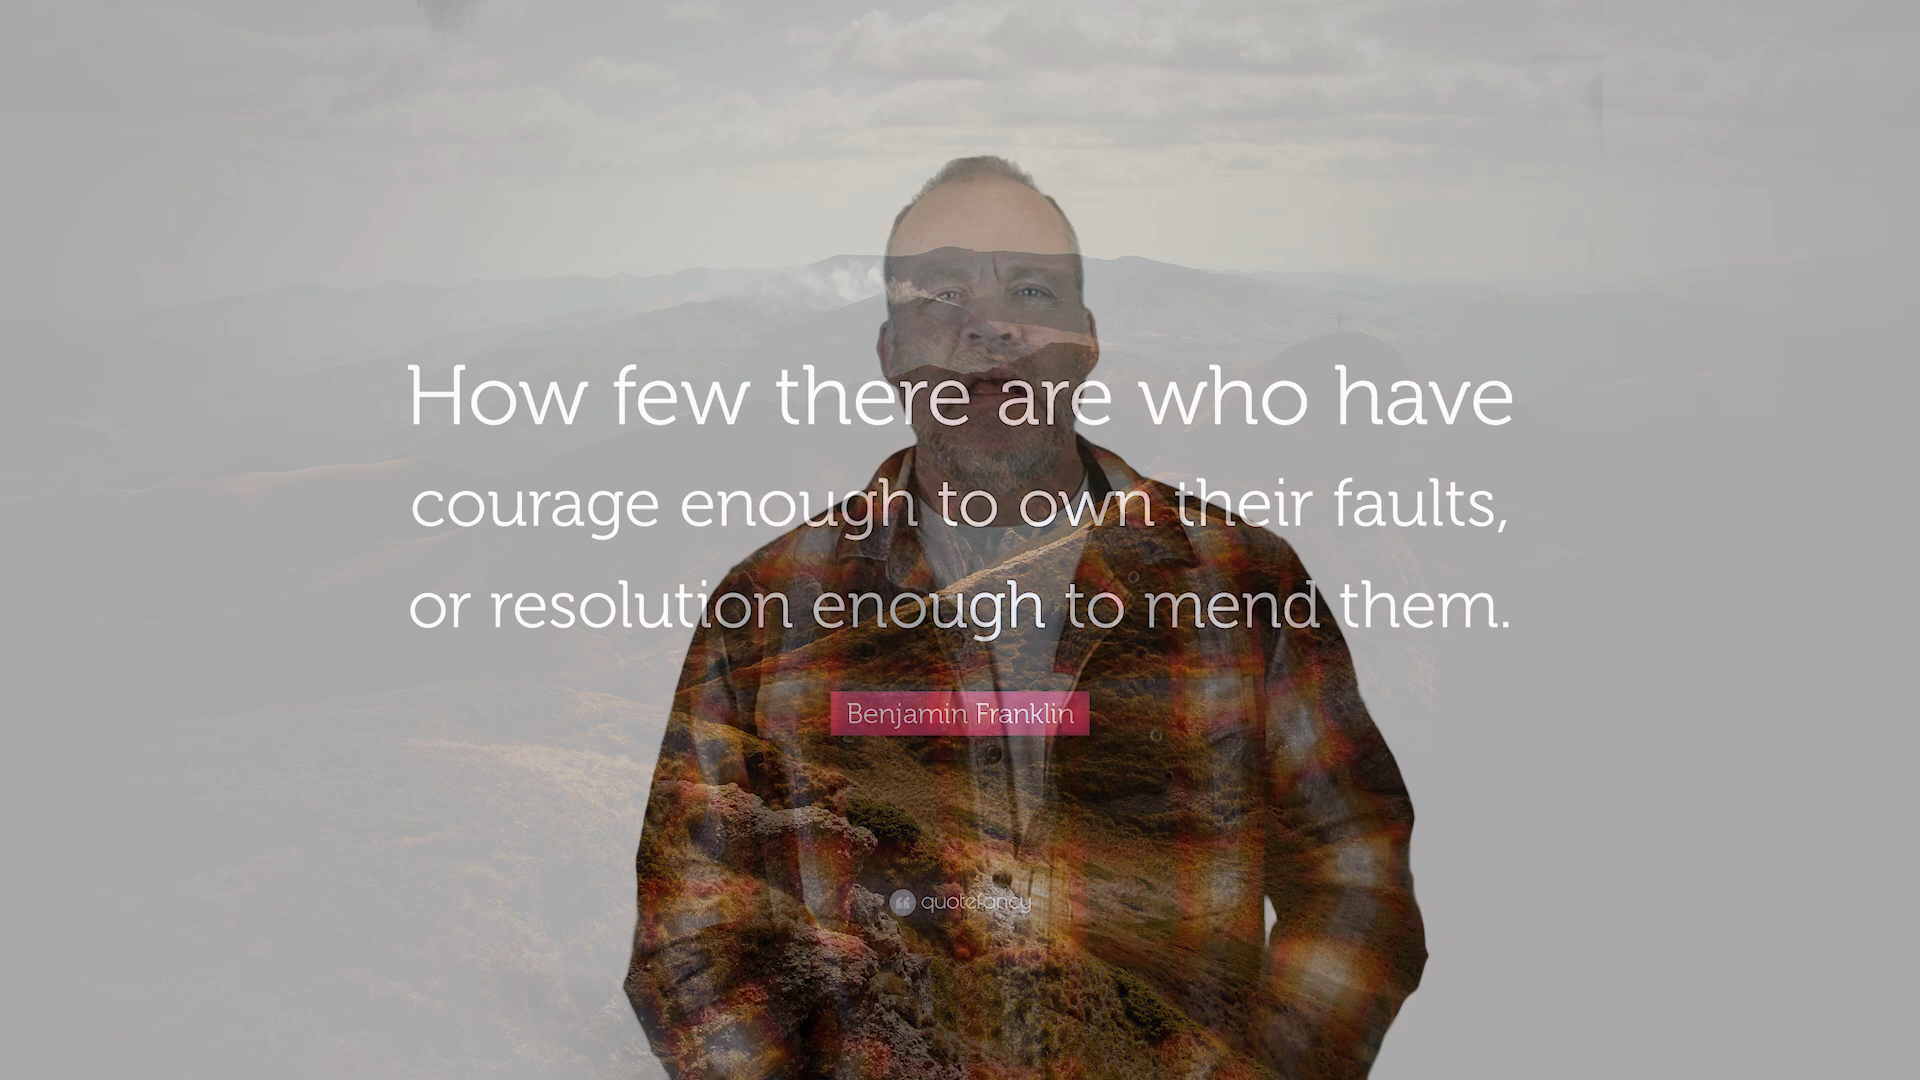 How few there are who have
courage enough to own their faults,
or resolution enough to mend them.
Benjamin Franklin
quotefancy